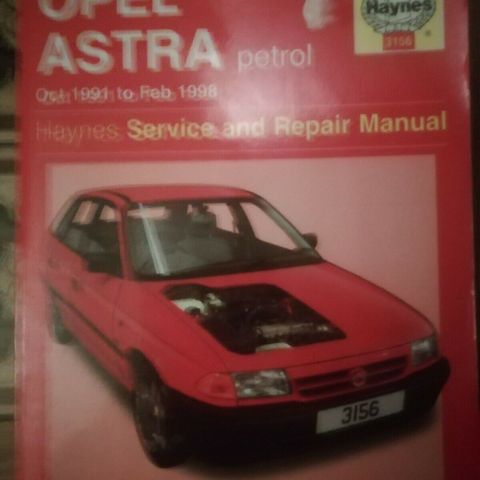 OPEL
ASTRA petrol
Oct 1991 to Feb 1998
Haynes Service and Repair Manual
Haynes
3156
3156